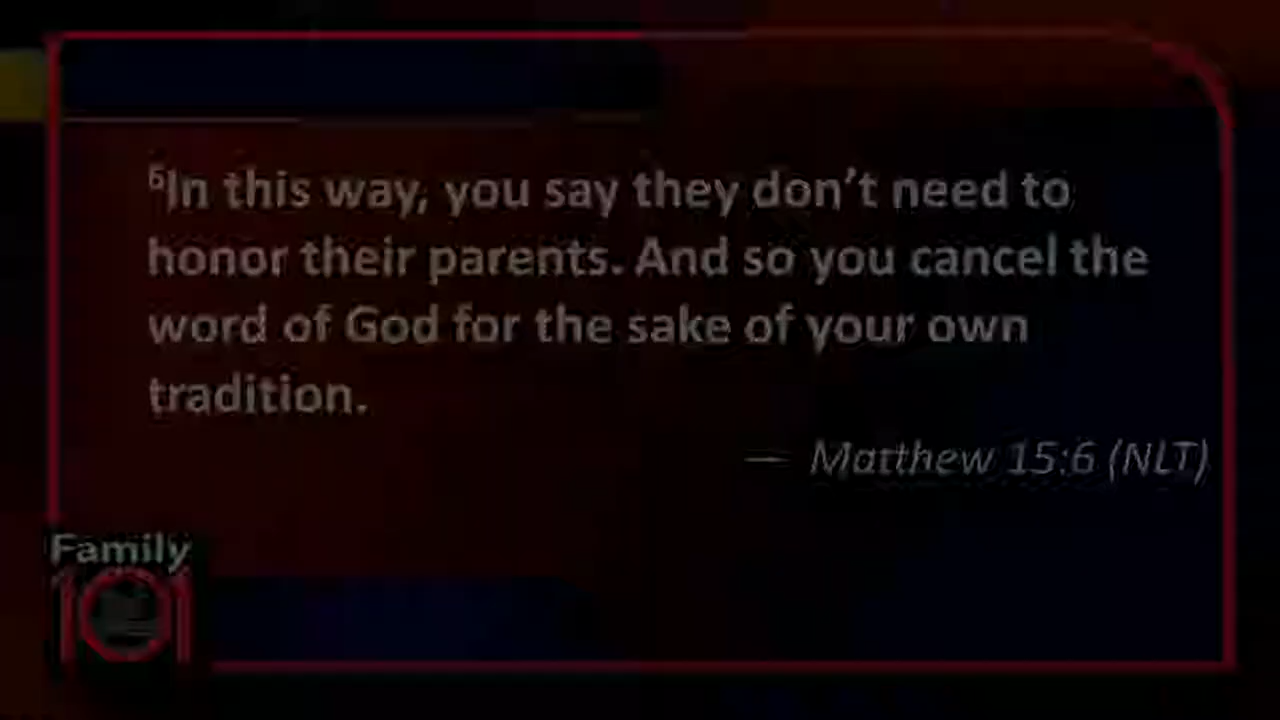 ⁶In this way, you say they don’t need to
honor their parents. And so you cancel the
word of God for the sake of your own
tradition.
— Matthew 15:6 (NLT)
Family
101